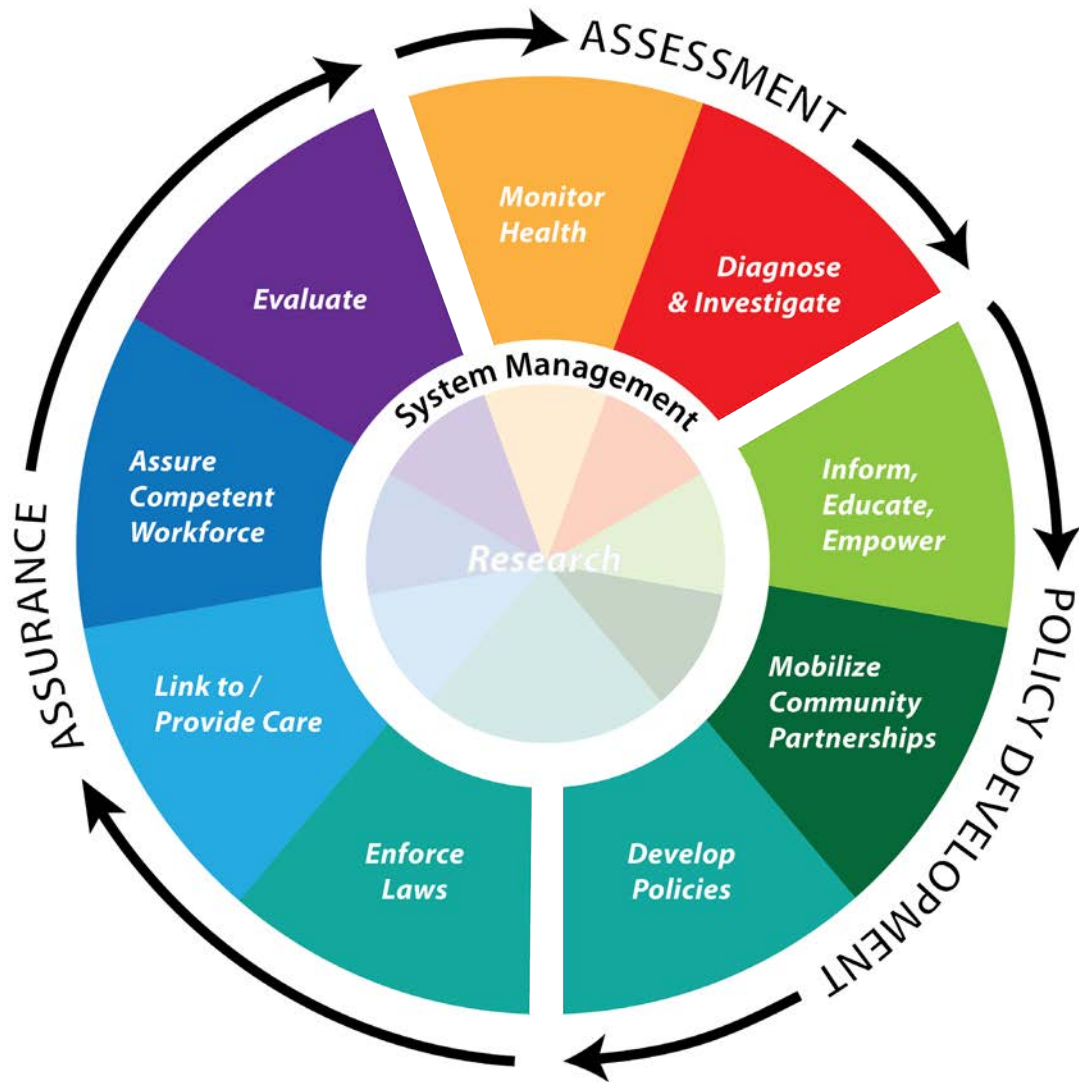 ASSESSMENT
Monitor
Health
Diagnose
& Investigate
Inform,
Educate,
Empower
Mobilize
Community
Partnerships
POLICY DEVELOPMENT
Develop
Policies
Enforce
Laws
Link to /
Provide Care
Assure
Competent
Workforce
ASSURANCE
Evaluate
System Management
Research